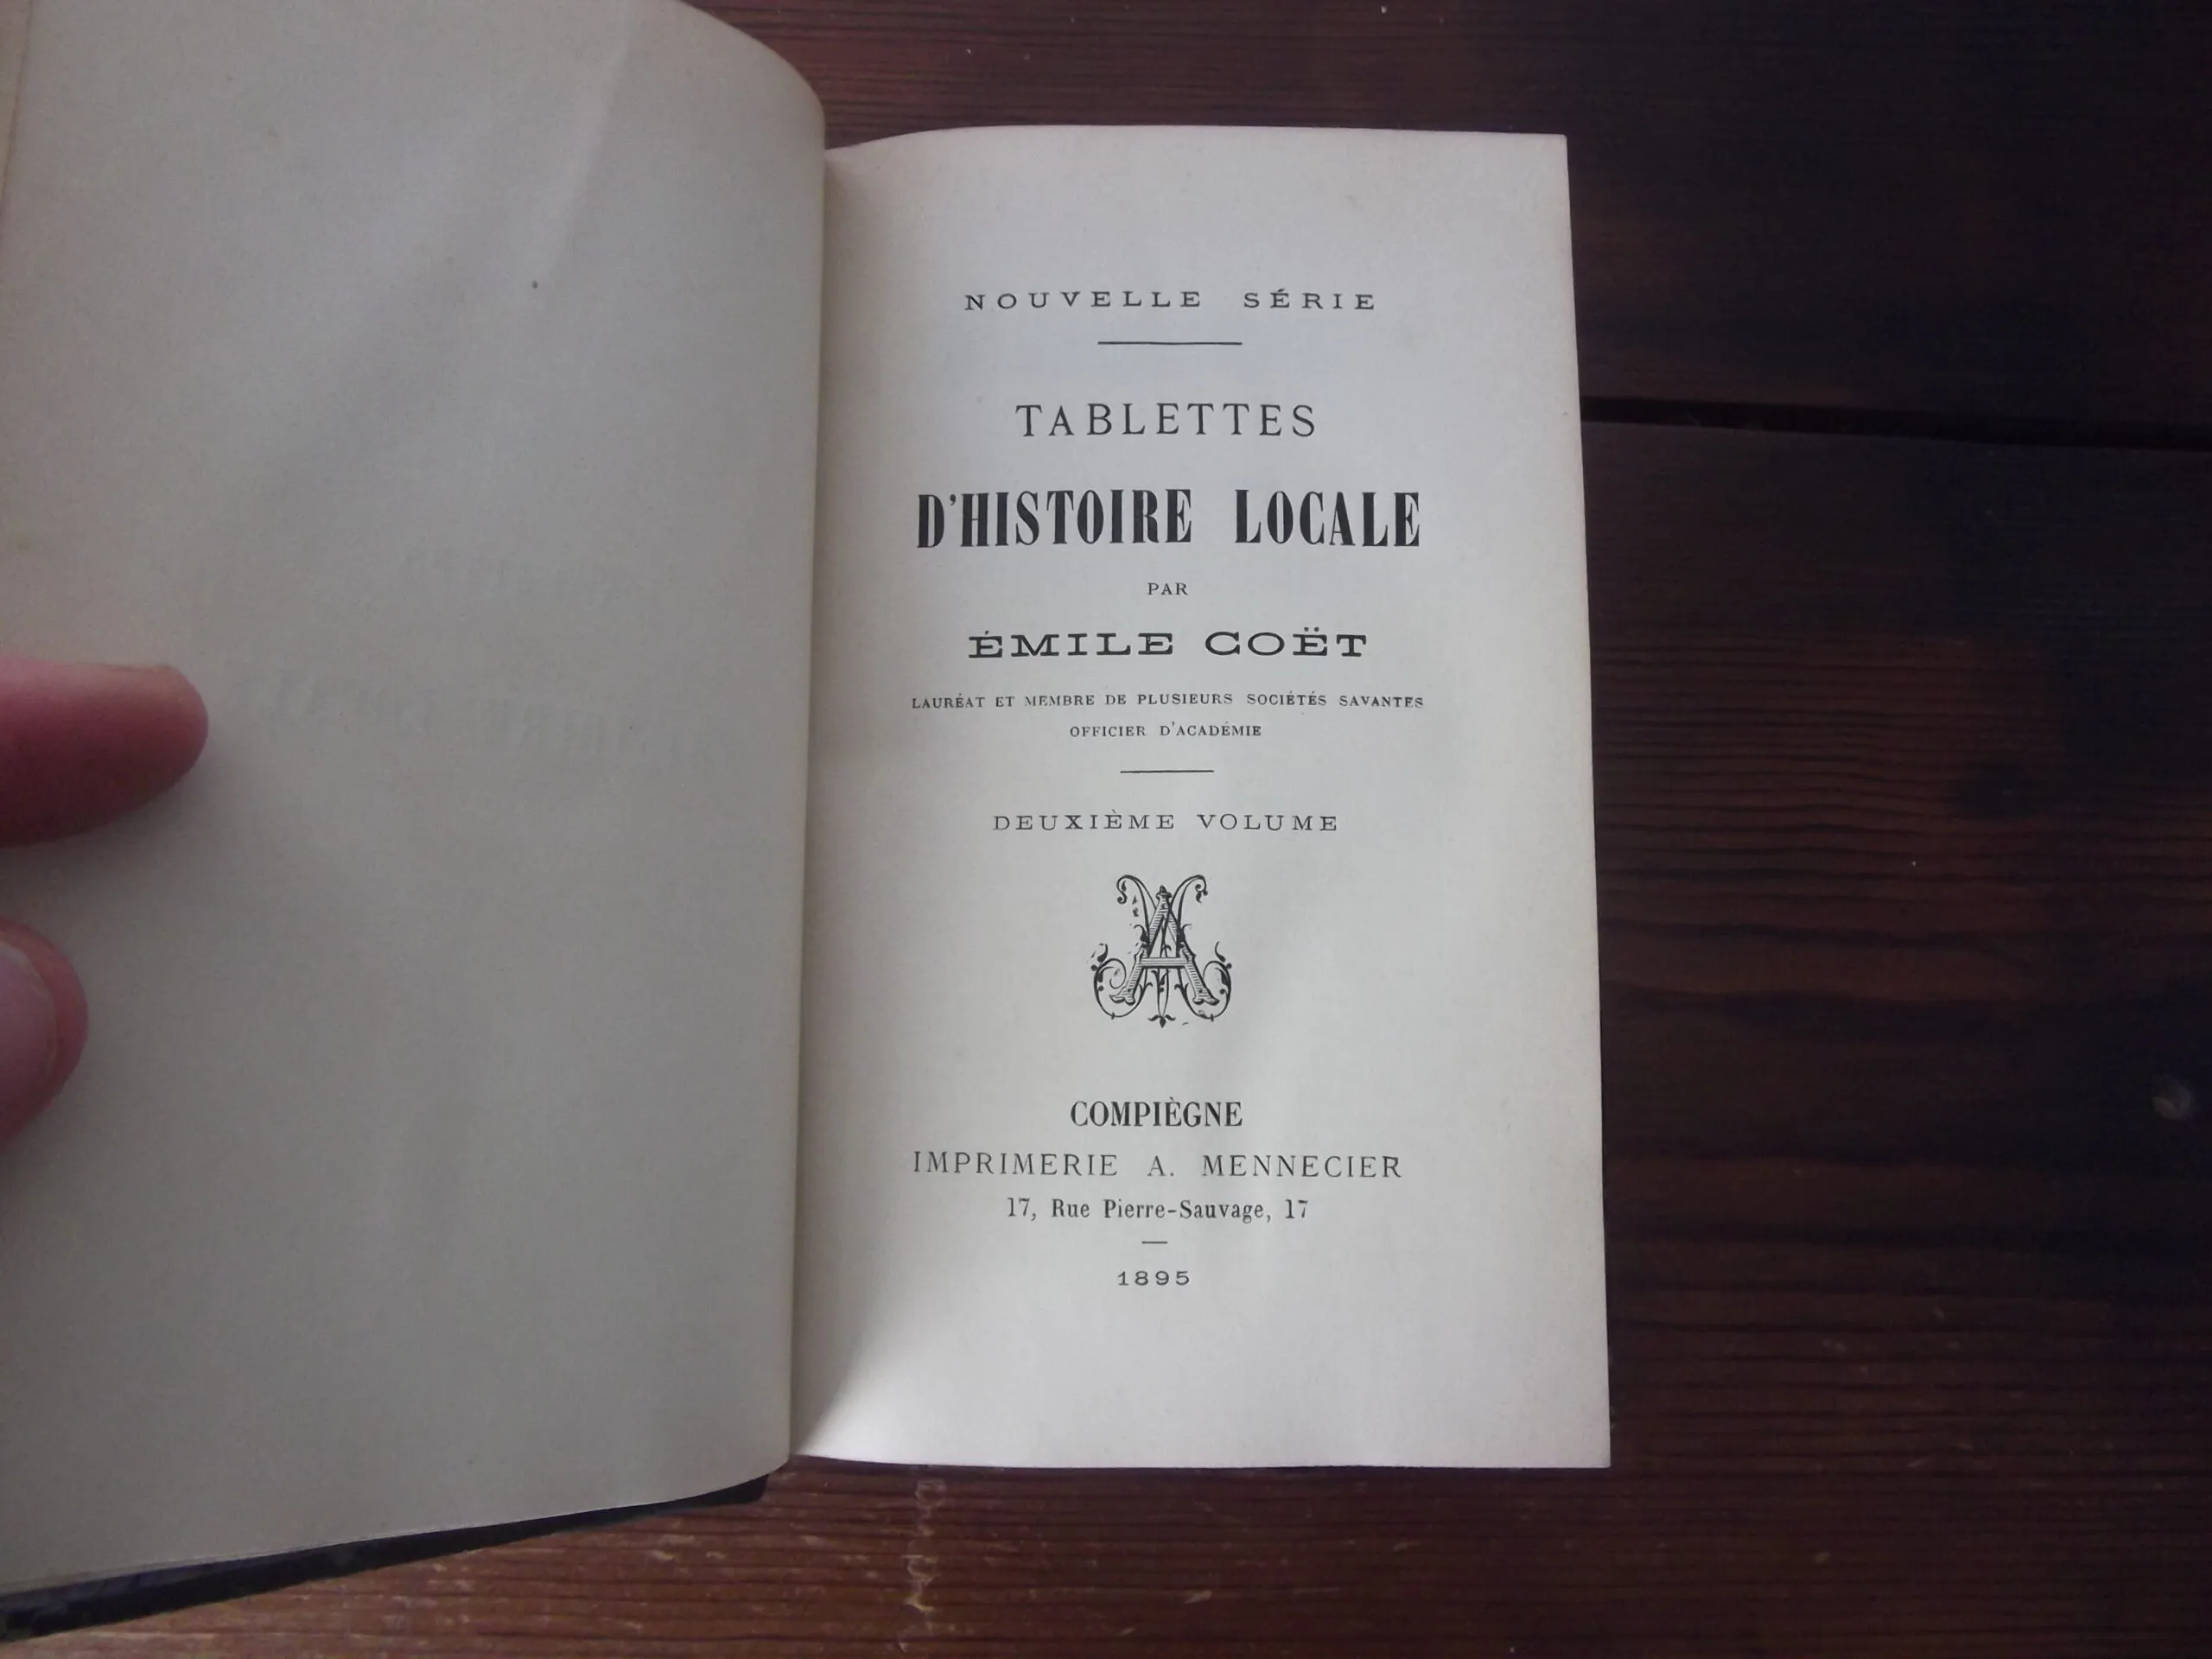 NOUVELLE SÉRIE
TABLETTES
D'HISTOIRE LOCALE
PAR
ÉMILE COËT
LAURÉAT ET MEMBRE DE PLUSIEURS SOCIÉTÉS SAVANTES
OFFICIER D'ACADÉMIE
DEUXIÈME VOLUME
COMPIÈGNE
IMPRIMERIE A. MENNECIER
17, Rue Pierre-Sauvage, 17
1895